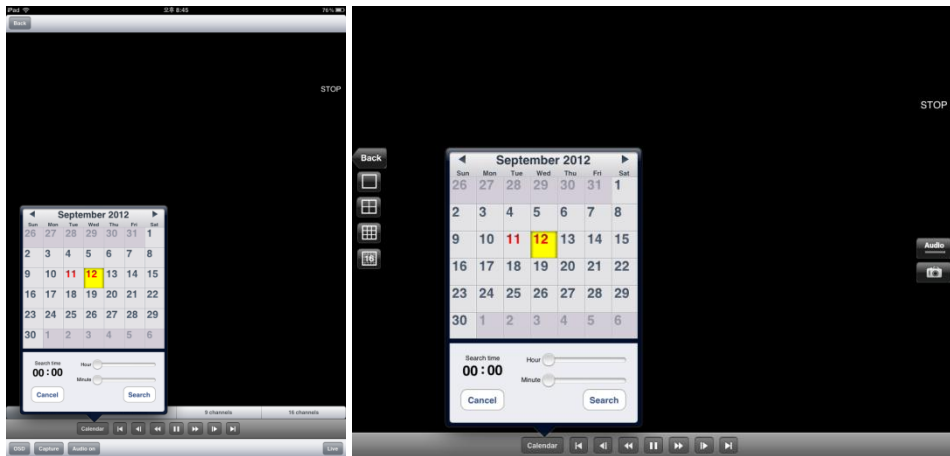 iPad 오후 8:45 76%
Back
STOP
September 2012
Sun Mon Tue Wed Thu Fri Sat
26 27 28 29 30 31 1
2 3 4 5 6 7 8
9 10 11 12 13 14 15
16 17 18 19 20 21 22
23 24 25 26 27 28 29
30 1 2 3 4 5 6
Search time
00:00
Hour
Minute
Cancel Search
9 channels 16 channels
Calendar
OSD Capture Audio on Live
STOP
Back
16
September 2012
Sun Mon Tue Wed Thu Fri Sat
26 27 28 29 30 31 1
2 3 4 5 6 7 8
9 10 11 12 13 14 15
16 17 18 19 20 21 22
23 24 25 26 27 28 29
30 1 2 3 4 5 6
Search time
00:00
Hour
Minute
Cancel Search
Audio
Calendar